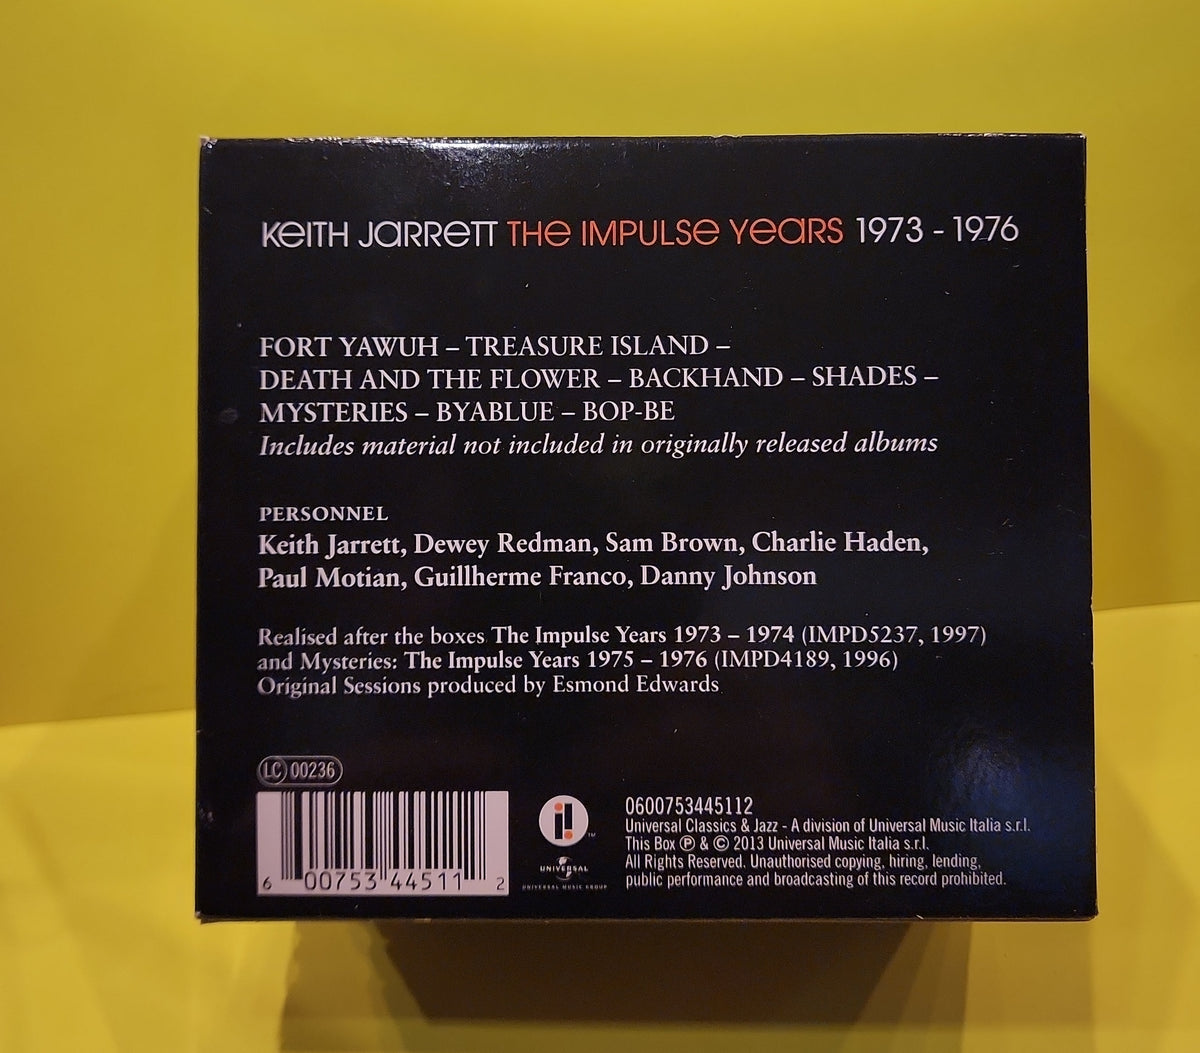 Keith Jarrett The Impulse Years 1973 - 1976
FORT YAWUH – TREASURE ISLAND –
DEATH AND THE FLOWER – BACKHAND – SHADES –
MYSTERIES – BYABLUE – BOP-BE
Includes material not included in originally released albums
PERSONNEL
Keith Jarrett, Dewey Redman, Sam Brown, Charlie Haden,
Paul Motian, Guillherme Franco, Danny Johnson
Realised after the boxes The Impulse Years 1973 – 1974 (IMPD5237, 1997)
and Mysteries: The Impulse Years 1975 – 1976 (IMPD4189, 1996)
Original Sessions produced by Esmond Edwards
LC 00236
6 00753 44511 2
i! ™
UNIVERSAL
UNIVERSAL MUSIC GROUP
0600753445112
Universal Classics & Jazz - A division of Universal Music Italia s.r.l.
This Box ℗ & © 2013 Universal Music Italia s.r.l.
All Rights Reserved. Unauthorised copying, hiring, lending,
public performance and broadcasting of this record prohibited.